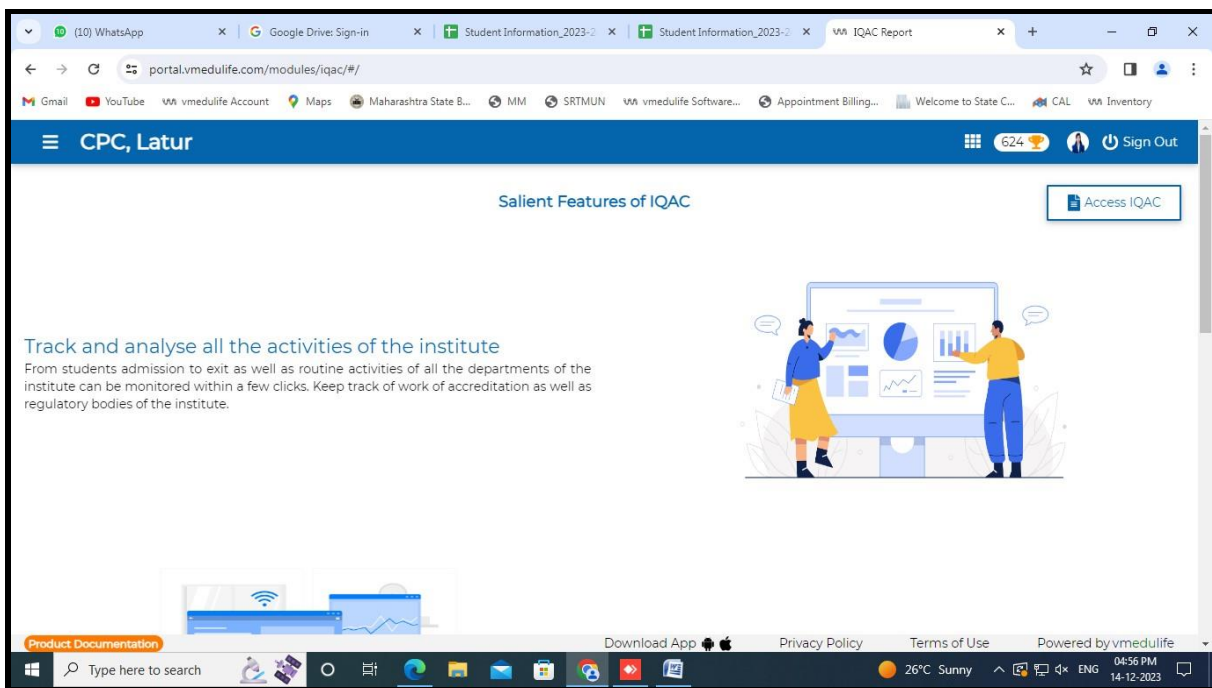 (10) WhatsApp
Google Drive: Sign-in
Student Information_2023-2
Student Information_2023-2
IQAC Report
portal.vmedulife.com/modules/iqac/#/
Gmail
YouTube
vmedulife Account
Maps
Maharashtra State B...
MM
SRTMUN
vmedulife Software...
Appointment Billing...
Welcome to State C...
CAL
Inventory
CPC, Latur
624
Sign Out
Salient Features of IQAC
Access IQAC
Track and analyse all the activities of the institute
From students admission to exit as well as routine activities of all the departments of the
institute can be monitored within a few clicks. Keep track of work of accreditation as well as
regulatory bodies of the institute.
Product Documentation
Download App
Privacy Policy
Terms of Use
Powered by vmedulife
Type here to search
26°C Sunny
ENG
04:56 PM
14-12-2023